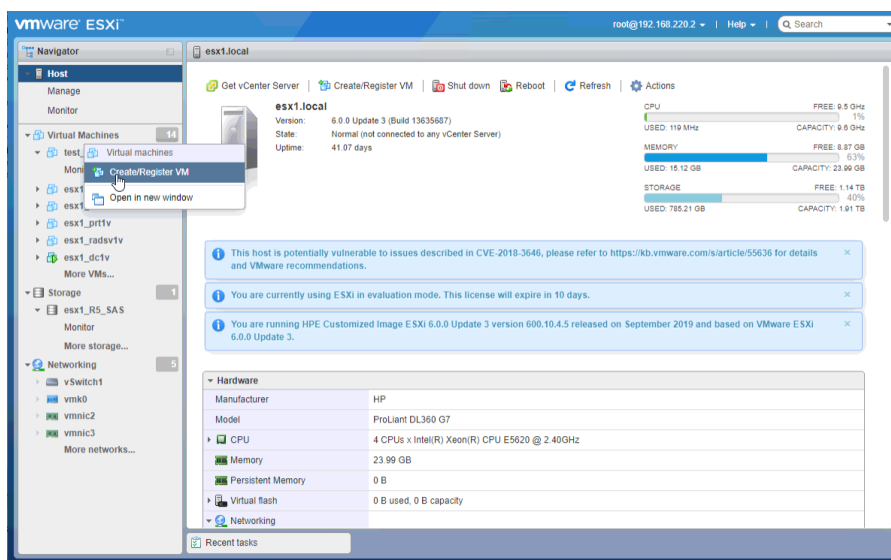 vmware ESXi
root@192.168.220.2 | Help | Search
Navigator
esx1.local
Host
Manage
Monitor
Virtual Machines 14
test_
Moni
esx1
esx1_
esx1_prt1v
esx1_radsv1v
esx1_dc1v
More VMs...
Storage 1
esx1_R5_SAS
Monitor
More storage...
Networking 5
vSwitch1
vmk0
vmnic2
vmnic3
More networks...
Virtual machines
Create/Register VM
Open in new window
Get vCenter Server | Create/Register VM | Shut down Reboot | Refresh | Actions
esx1.local
Version: 6.0.0 Update 3 (Build 13635687)
State: Normal (not connected to any vCenter Server)
Uptime: 41.07 days
CPU FREE: 9.5 GHz
1%
USED: 119 MHz CAPACITY: 9.6 GHz
MEMORY FREE: 8.87 GB
63%
USED: 15.12 GB CAPACITY: 23.99 GB
STORAGE FREE: 1.14 TB
40%
USED: 785.21 GB CAPACITY: 1.91 TB
This host is potentially vulnerable to issues described in CVE-2018-3646, please refer to https://kb.vmware.com/s/article/55636 for details
and VMware recommendations.
You are currently using ESXi in evaluation mode. This license will expire in 10 days.
You are running HPE Customized Image ESXi 6.0.0 Update 3 version 600.10.4.5 released on September 2019 and based on VMware ESXi
6.0.0 Update 3.
Hardware
Manufacturer HP
Model ProLiant DL360 G7
CPU 4 CPUs x Intel(R) Xeon(R) CPU E5620 @ 2.40GHz
Memory 23.99 GB
Persistent Memory 0 B
Virtual flash 0 B used, 0 B capacity
Networking
Recent tasks